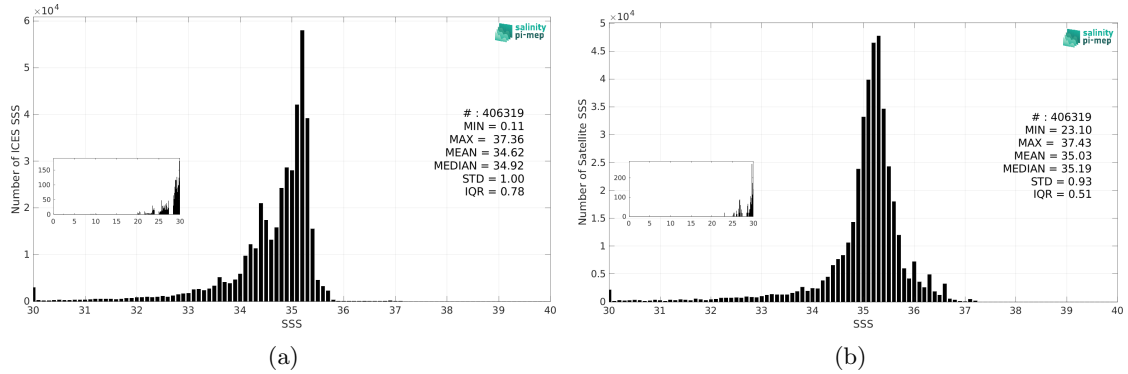 ×10⁴
6
5
4
3
2
1
0
Number of ICES SSS
30 31 32 33 34 35 36 37 38 39 40
SSS
salinity
pi-mep
# : 406319
MIN = 0.11
MAX = 37.36
MEAN = 34.62
MEDIAN = 34.92
STD = 1.00
IQR = 0.78
150
100
50
0
0 5 10 15 20 25 30
(a)
×10⁴
5
4.5
4
3.5
3
2.5
2
1.5
1
0.5
0
Number of Satellite SSS
30 31 32 33 34 35 36 37 38 39 40
SSS
salinity
pi-mep
# : 406319
MIN = 23.10
MAX = 37.43
MEAN = 35.03
MEDIAN = 35.19
STD = 0.93
IQR = 0.51
200
100
0
0 5 10 15 20 25 30
(b)